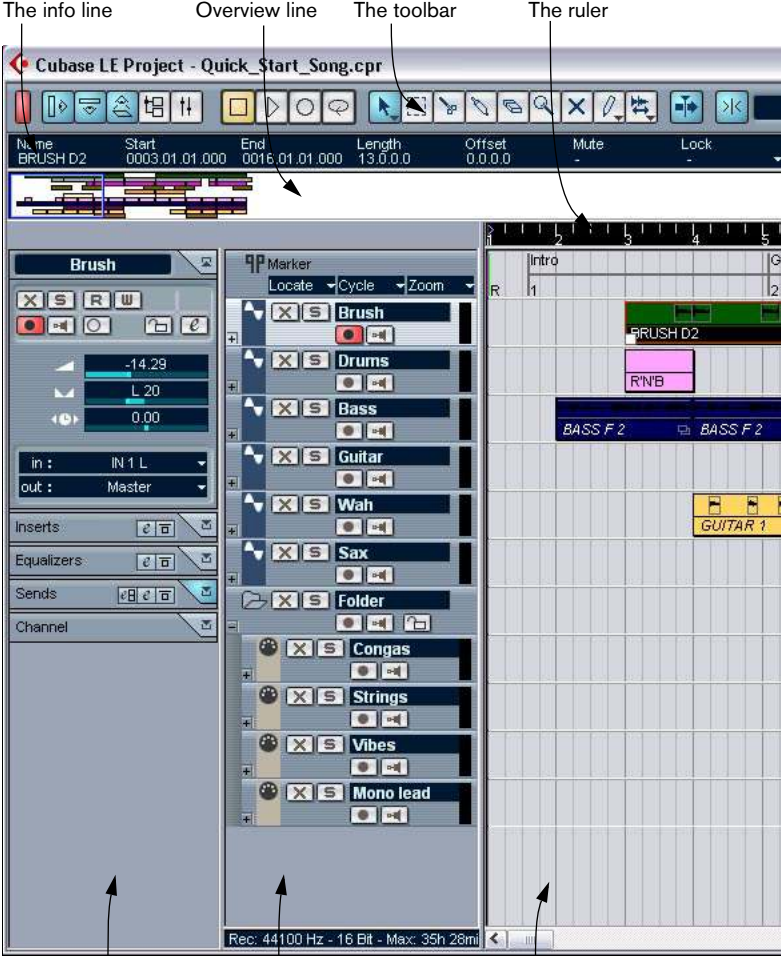 The info line Overview line The toolbar The ruler
Cubase LE Project - Quick_Start_Song.cpr
Name Start End Length Offset Mute Lock
BRUSH D2 0003.01.01.000 0016.01.01.000 13.0.0.0 0.0.0.0 - -
1 2 3 4 5
Brush
Marker
Intro
G
Locate Cycle Zoom
R 1 2
X S R W
X S Brush
e
BRUSH D2
-14.29
X S Drums
L 20
R'N'B
0.00
X S Bass
BASS F 2 BASS F 2
in : IN 1 L
X S Guitar
out : Master
X S Wah
Inserts e
GUITAR 1
Equalizers e
X S Sax
Sends e e
X S Folder
Channel
X S Congas
X S Strings
X S Vibes
X S Mono lead
Rec: 44100 Hz - 16 Bit - Max: 35h 28mi